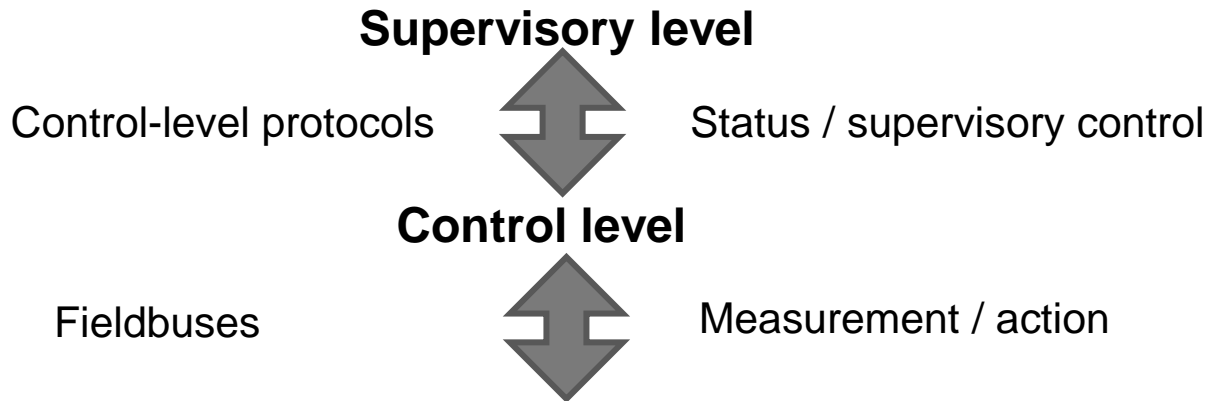 Supervisory level
Control-level protocols
Status / supervisory control
Control level
Fieldbuses
Measurement / action